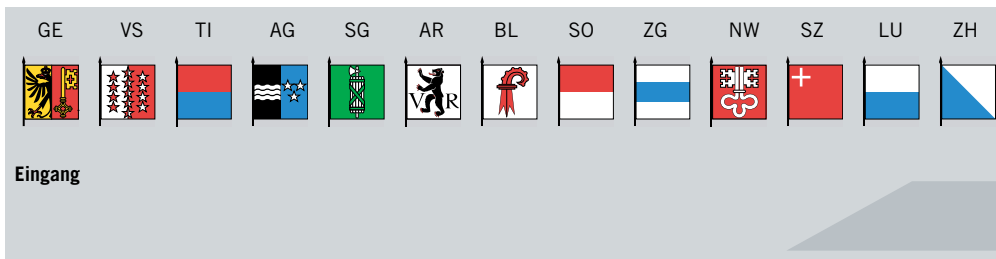 GE VS TI AG SG AR BL SO ZG NW SZ LU ZH
V R
Eingang